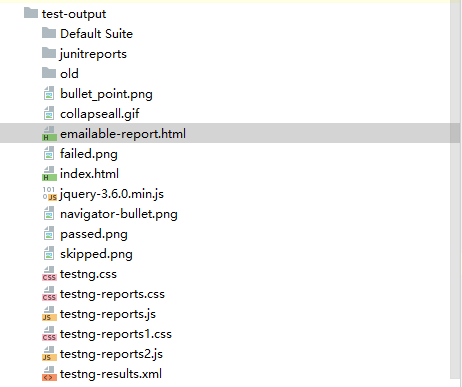 test-output
Default Suite
junitreports
old
bullet_point.png
collapseall.gif
emailable-report.html
failed.png
index.html
jquery-3.6.0.min.js
navigator-bullet.png
passed.png
skipped.png
testng.css
testng-reports.css
testng-reports.js
testng-reports1.css
testng-reports2.js
testng-results.xml